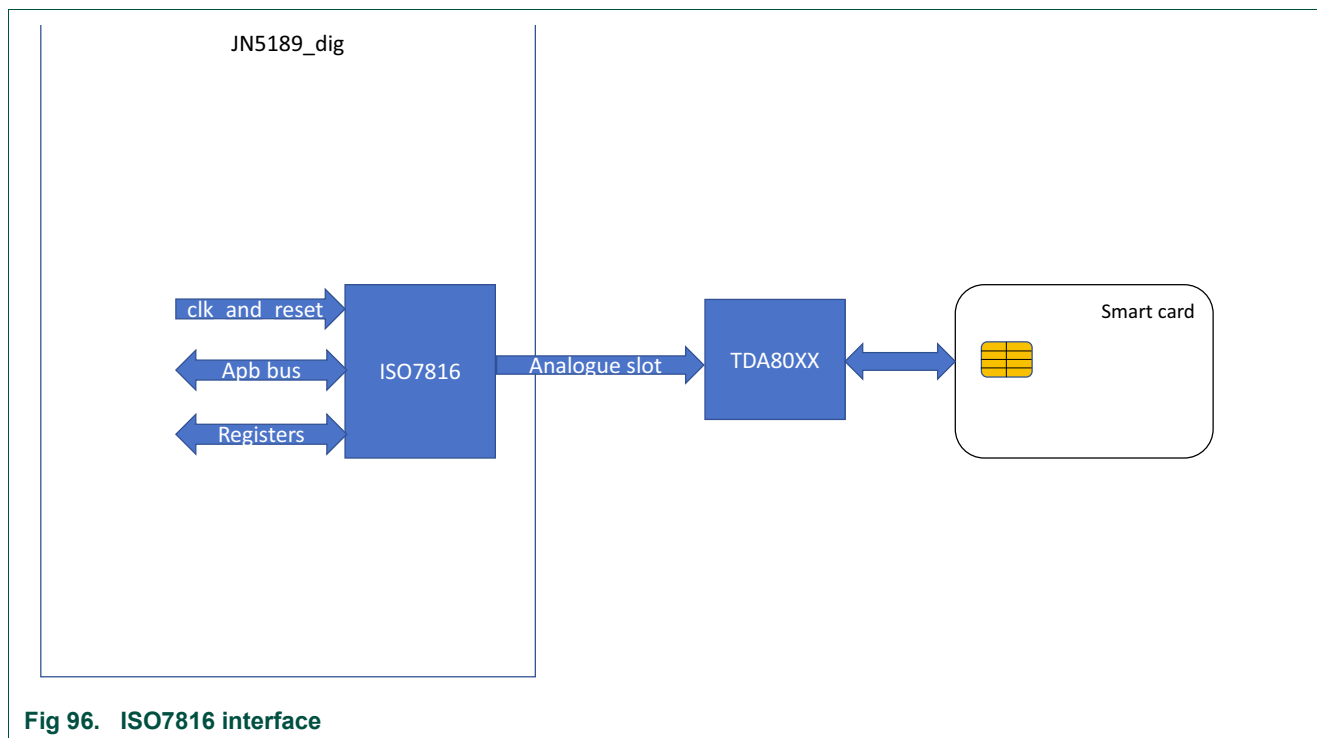 JN5189_dig
clk and reset
Apb bus
Registers
ISO7816
Analogue slot
TDA80XX
Smart card
Fig 96. ISO7816 interface